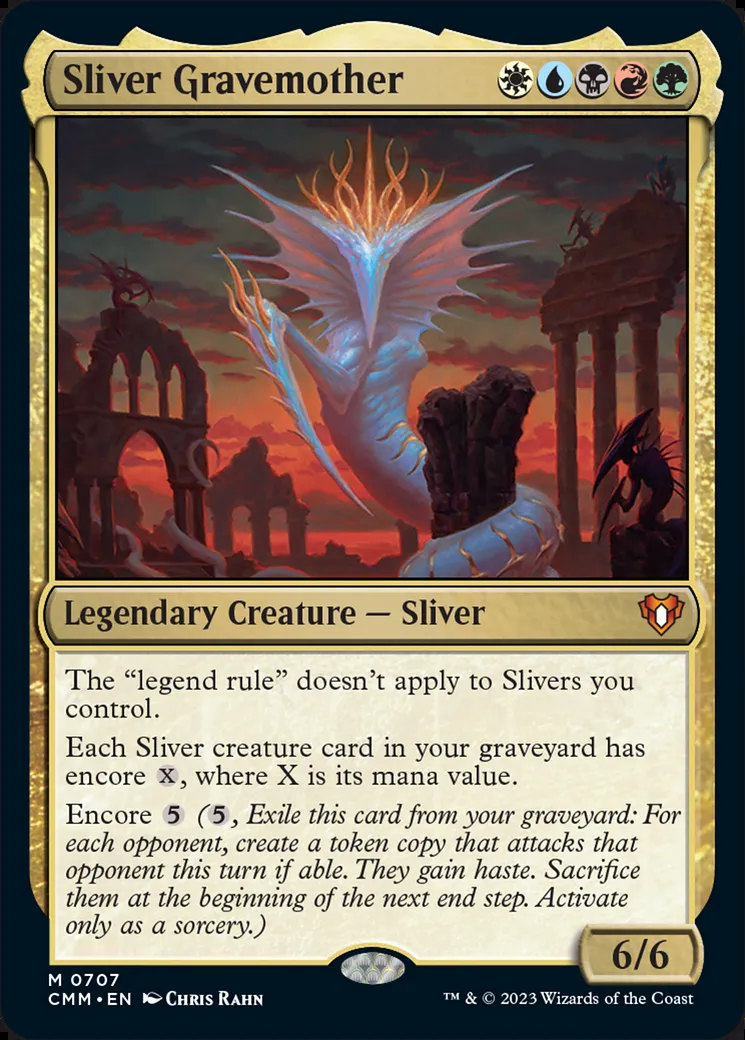 Sliver Gravemother
Legendary Creature — Sliver
The “legend rule” doesn’t apply to Slivers you
control.
Each Sliver creature card in your graveyard has
encore X, where X is its mana value.
Encore 5 (5, Exile this card from your graveyard: For
each opponent, create a token copy that attacks that
opponent this turn if able. They gain haste. Sacrifice
them at the beginning of the next end step. Activate
only as a sorcery.)
6/6
M 0707
CMM • EN Chris Rahn
™ & © 2023 Wizards of the Coast